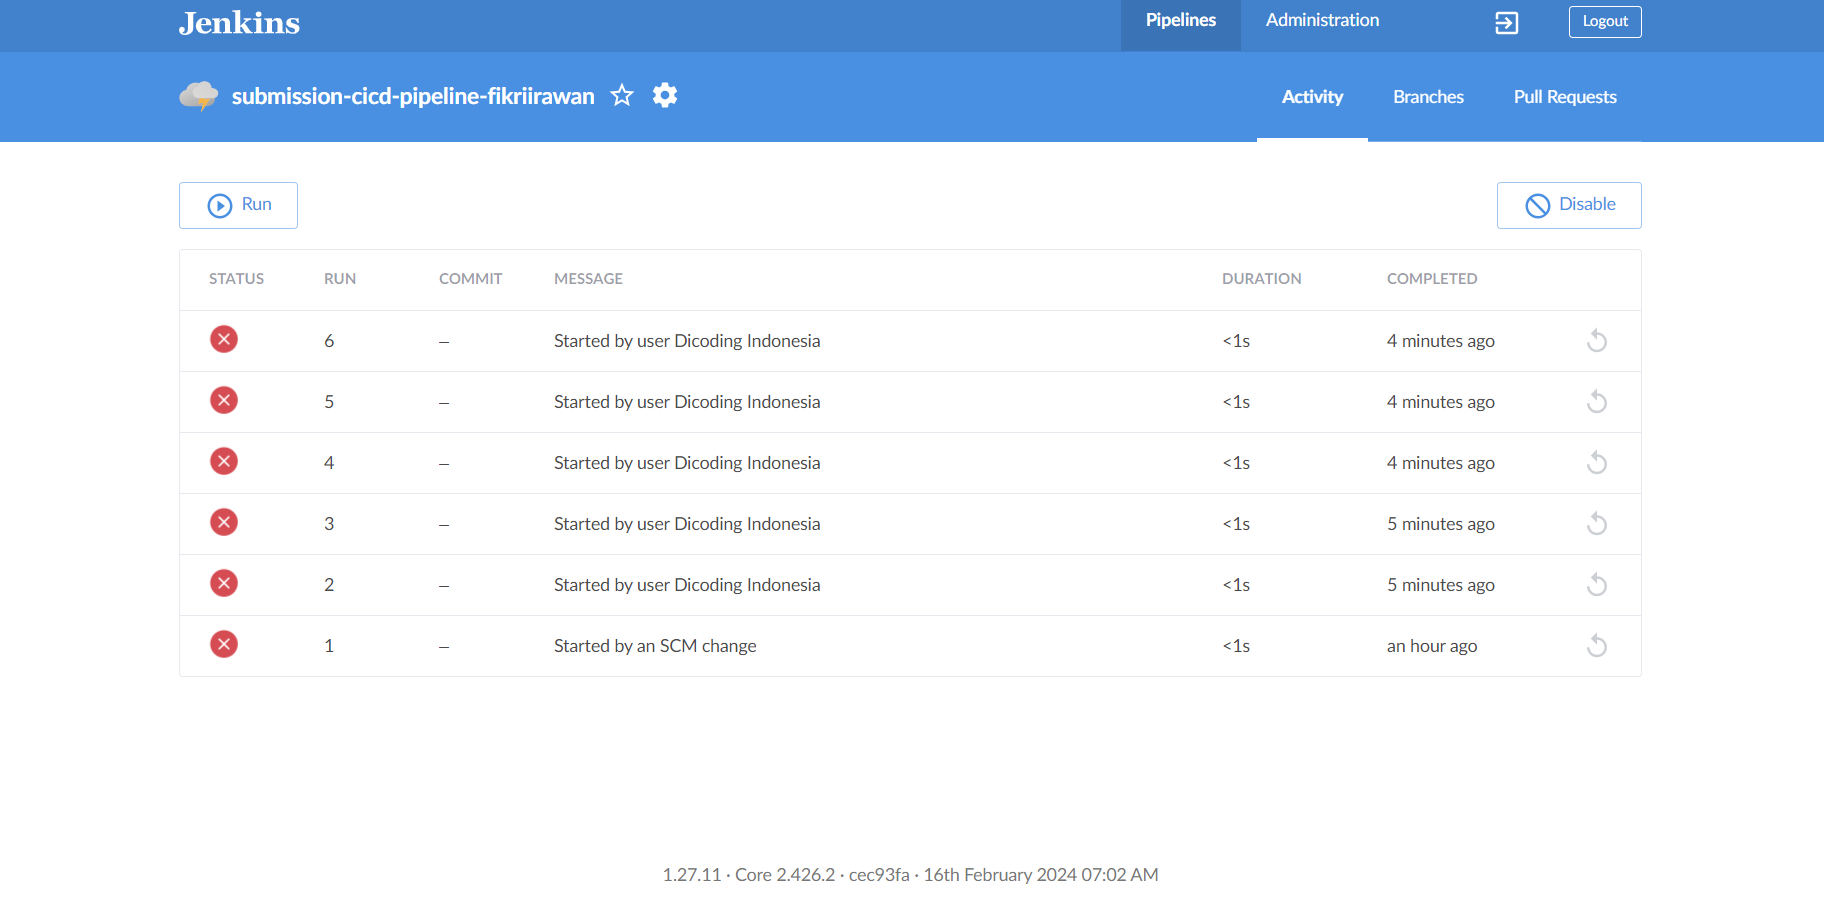 Jenkins
Pipelines Administration Logout
submission-cicd-pipeline-fikriirawan
Activity Branches Pull Requests
Run Disable
STATUS RUN COMMIT MESSAGE DURATION COMPLETED
6 – Started by user Dicoding Indonesia <1s 4 minutes ago
5 – Started by user Dicoding Indonesia <1s 4 minutes ago
4 – Started by user Dicoding Indonesia <1s 4 minutes ago
3 – Started by user Dicoding Indonesia <1s 5 minutes ago
2 – Started by user Dicoding Indonesia <1s 5 minutes ago
1 – Started by an SCM change <1s an hour ago
1.27.11 · Core 2.426.2 · cec93fa · 16th February 2024 07:02 AM